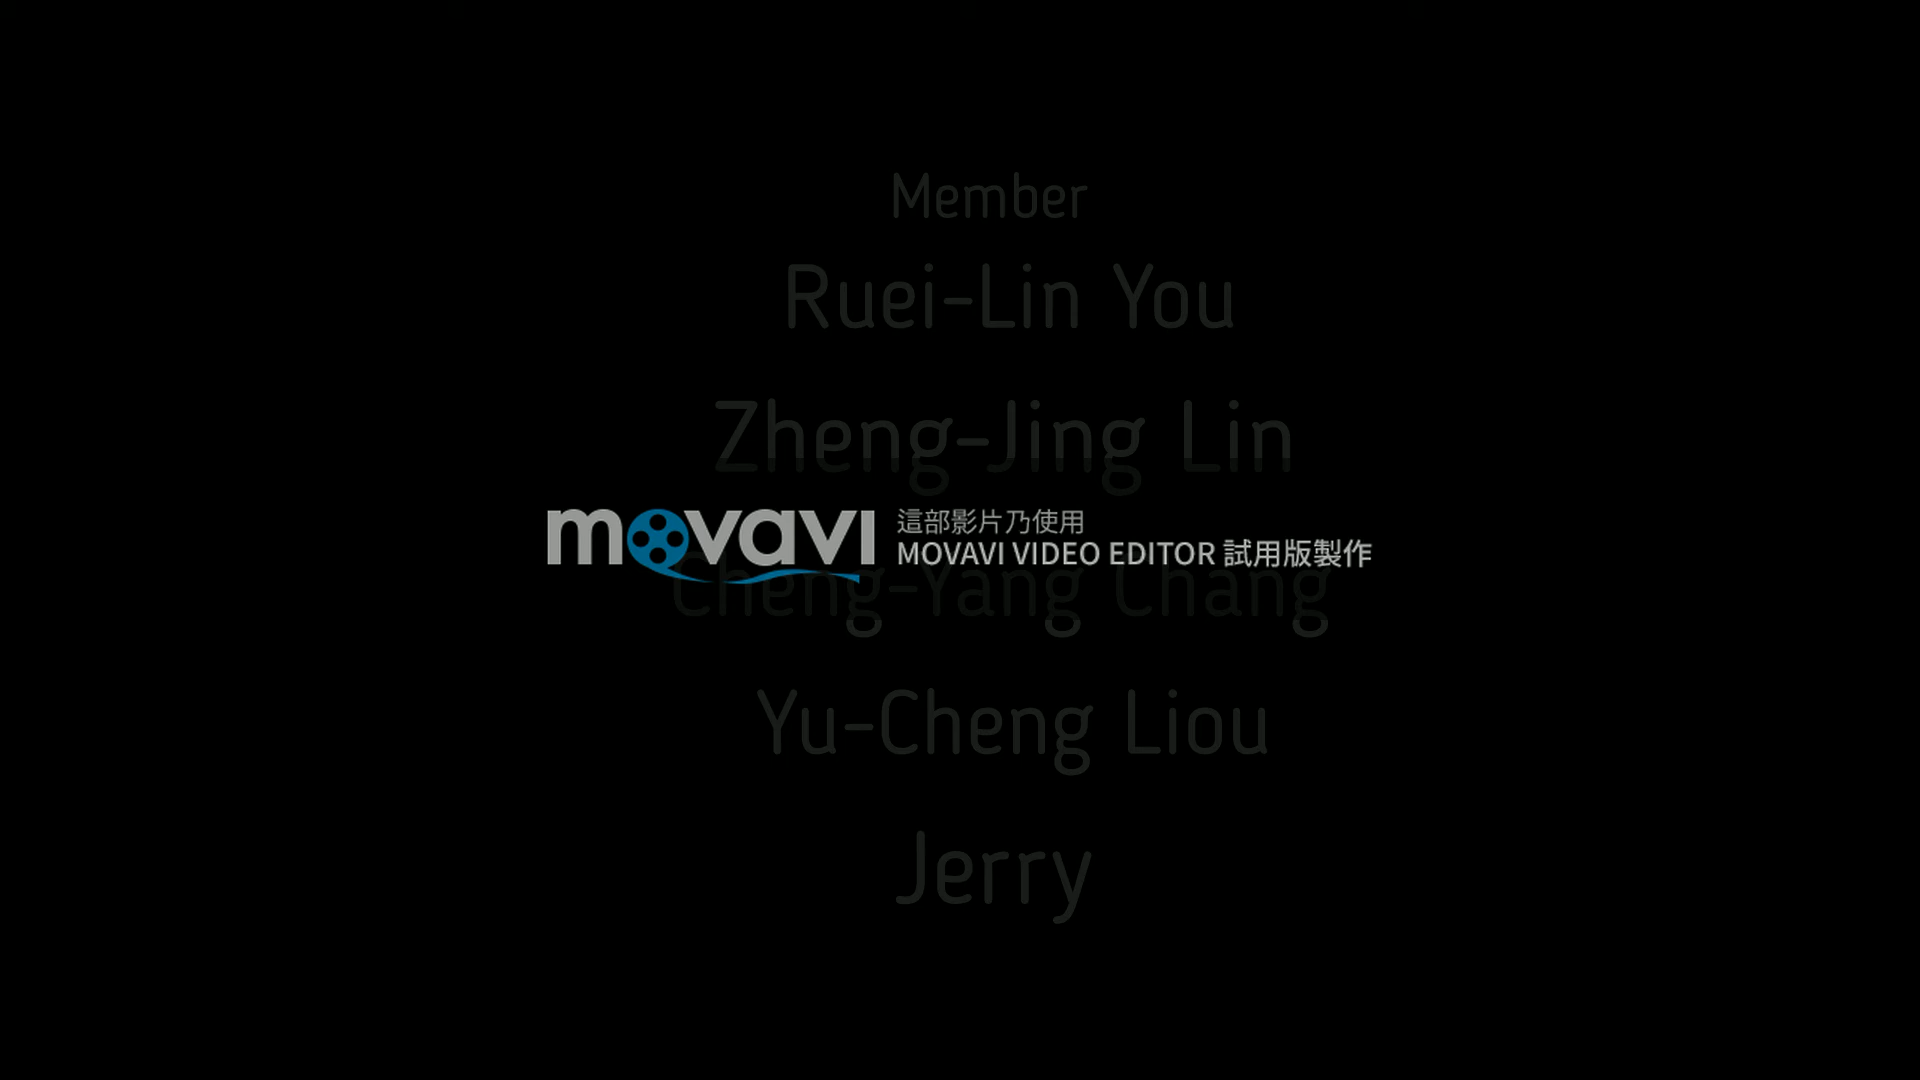 Member
Ruei-Lin You
Zheng-Jing Lin
movavi
這部影片乃使用
MOVAVI VIDEO EDITOR 試用版製作
Cheng-Yang Chang
Yu-Cheng Liou
Jerry